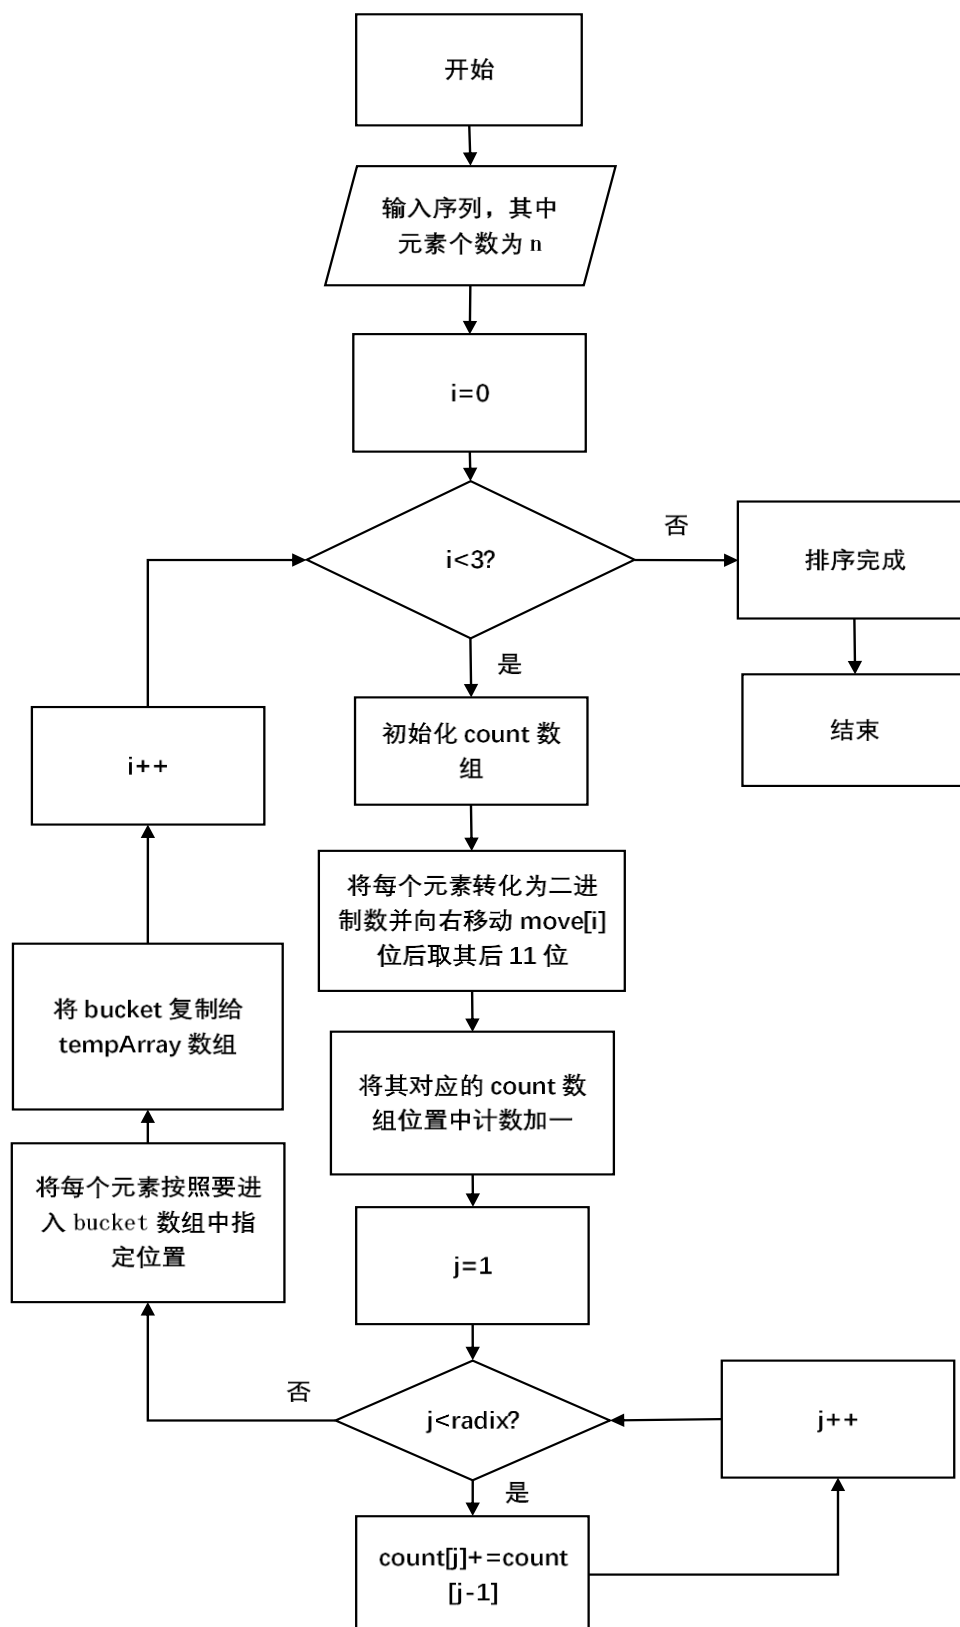 开始
输入序列，其中
元素个数为 n
i=0
i<3?
否
排序完成
结束
是
初始化 count 数
组
将每个元素转化为二进
制数并向右移动 move[i]
位后取其后 11 位
将其对应的 count 数
组位置中计数加一
j=1
j<radix?
是
count[j]+=count
[j-1]
j++
否
将每个元素按照要进
入 bucket 数组中指
定位置
将 bucket 复制给
tempArray 数组
i++